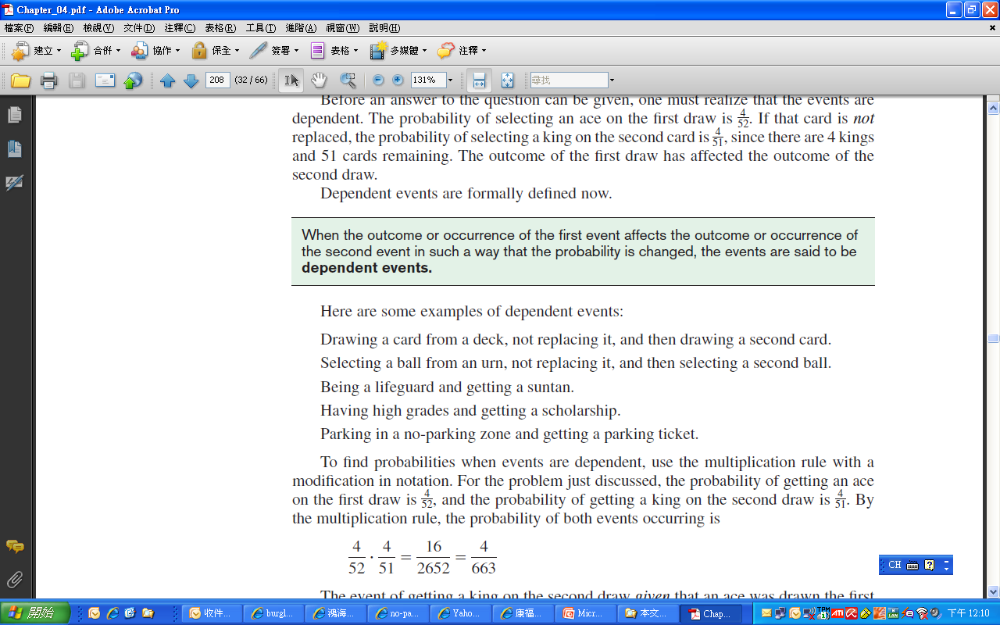 Chapter_04.pdf - Adobe Acrobat Pro
檔案(F) 編輯(E) 檢視(V) 文件(D) 注釋(C) 表格(R) 工具(T) 進階(A) 視窗(W) 說明(H)
建立 合併 協作 保全 簽署 表格 多媒體 注釋
208 (32 / 66) 131% 尋找
Before an answer to the question can be given, one must realize that the events are
dependent. The probability of selecting an ace on the first draw is 4/52. If that card is not
replaced, the probability of selecting a king on the second card is 4/51, since there are 4 kings
and 51 cards remaining. The outcome of the first draw has affected the outcome of the
second draw.
Dependent events are formally defined now.
When the outcome or occurrence of the first event affects the outcome or occurrence of
the second event in such a way that the probability is changed, the events are said to be
dependent events.
Here are some examples of dependent events:
Drawing a card from a deck, not replacing it, and then drawing a second card.
Selecting a ball from an urn, not replacing it, and then selecting a second ball.
Being a lifeguard and getting a suntan.
Having high grades and getting a scholarship.
Parking in a no-parking zone and getting a parking ticket.
To find probabilities when events are dependent, use the multiplication rule with a
modification in notation. For the problem just discussed, the probability of getting an ace
on the first draw is 4/52, and the probability of getting a king on the second draw is 4/51. By
the multiplication rule, the probability of both events occurring is
4/52 · 4/51 = 16/2652 = 4/663
CH
The event of getting a king on the second draw given that an ace was drawn the first
開始 收件... burgl... 鴻海... no-pa... Yaho... 康福... Micr... 本文... Chap... 下午 12:10